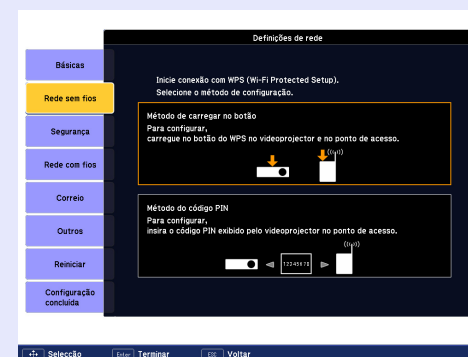 Definições de rede
Básicas
Rede sem fios
Segurança
Rede com fios
Correio
Outros
Reiniciar
Configuração
concluída
Inicie conexão com WPS (Wi-Fi Protected Setup).
Selecione o método de configuração.
Método de carregar no botão
Para configurar,
carregue no botão do WPS no videoprojector e no ponto de acesso.
Método do código PIN
Para configurar,
insira o código PIN exibido pelo videoprojector no ponto de acesso.
12345678
Selecção Enter Terminar ESC Voltar